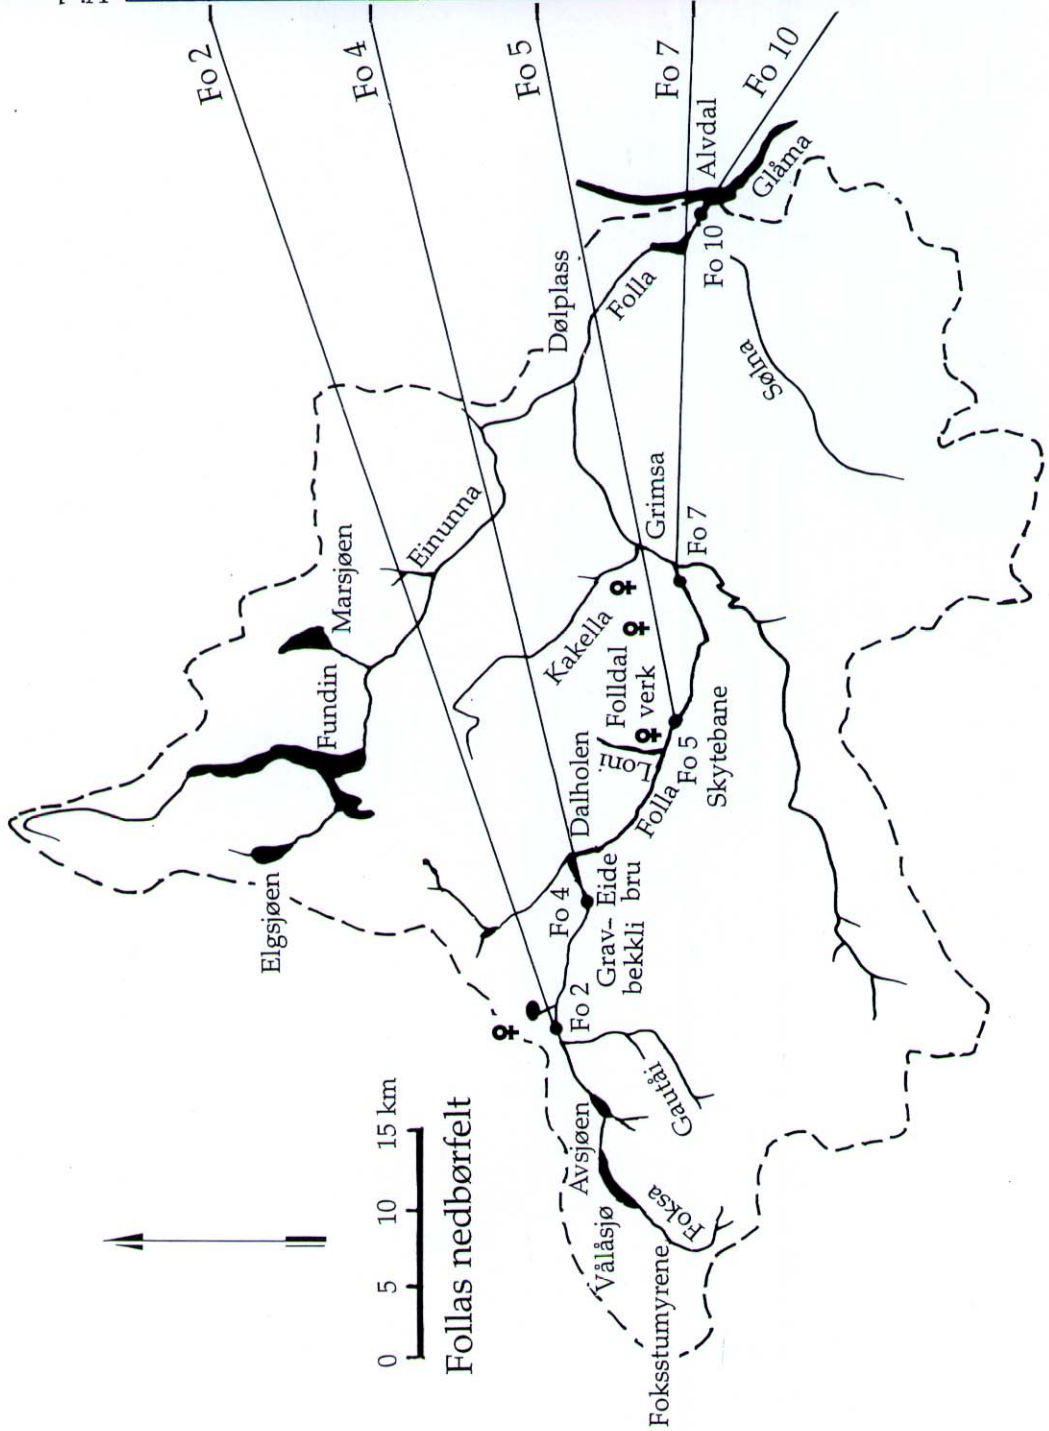 Follas nedbørfelt
0 5 10 15 km
Fo 2
Fo 4
Fo 5
Fo 7
Fo 10
Elgsjøen
Fundin
Marsjøen
Einunna
Kakella
Dølplass
Folla
Alvdal
Glåma
Fo 10
Sølna
Grimsa
Fo 7
Folldal
verk
Loni.
Fo 5
Skytebane
Folla
Dalholen
Fo 4
Eide
bru
Grav–
bekkli
Fo 2
Gautåi
Avsjøen
Vålåsjø
Foksa
Foksstumyrene